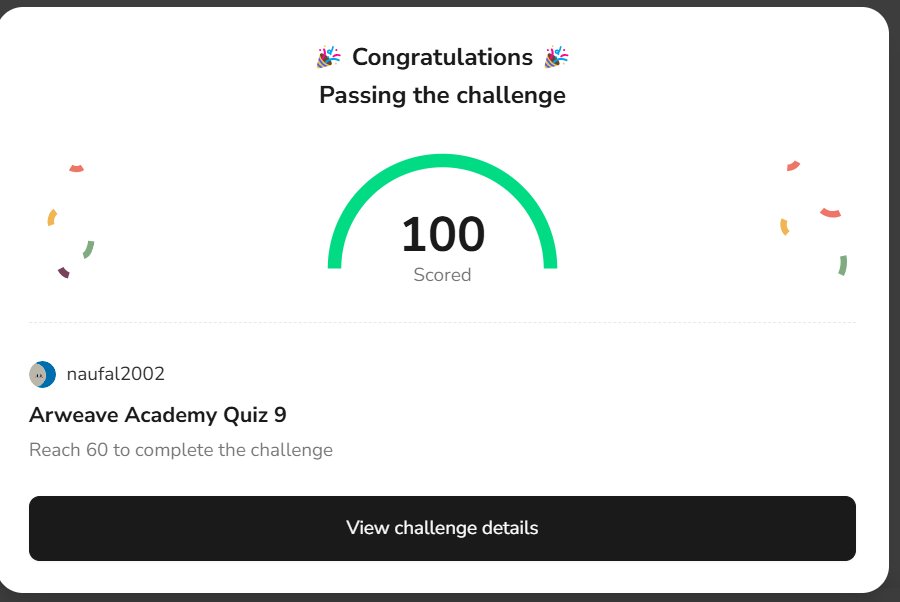 🎉 Congratulations 🎉
Passing the challenge
100
Scored
naufal2002
Arweave Academy Quiz 9
Reach 60 to complete the challenge
View challenge details